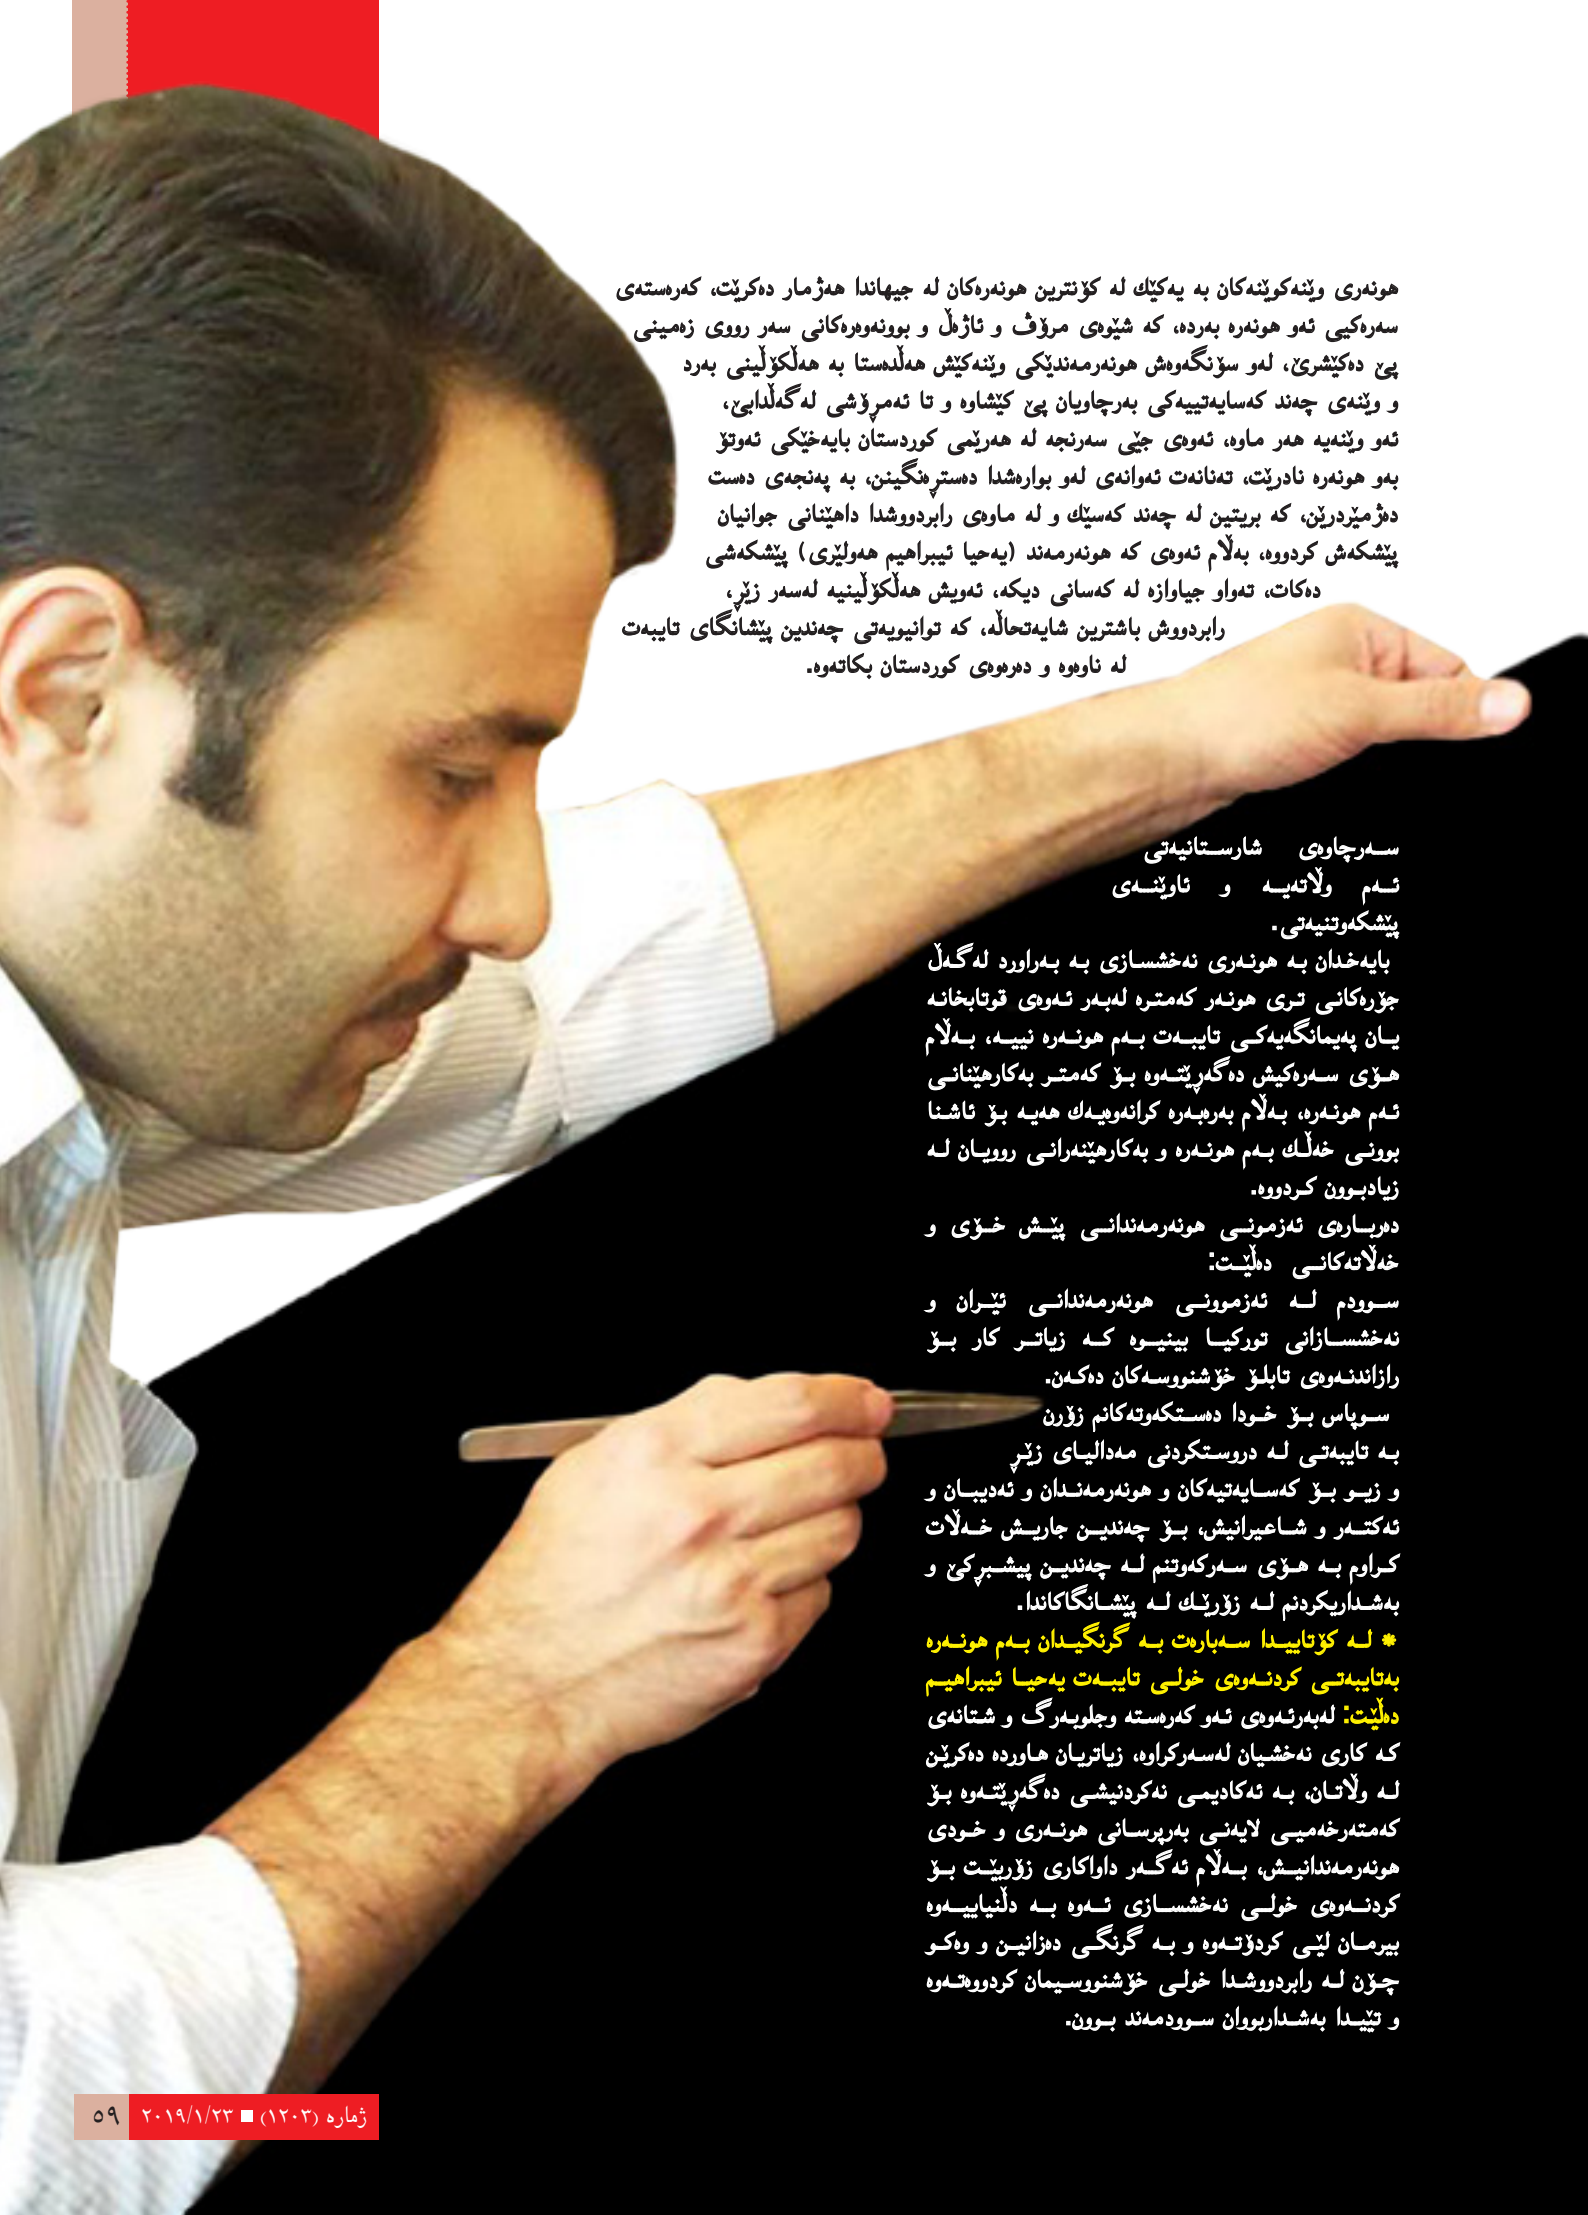 هونەری وێنەکوێنەکان بە یەکێك لە کۆنترین هونەرەکان لە جیهاندا هەژمار دەکرێت، کەرەستەی
سەرەکیی ئەو هونەرە بەردە، کە شێوەی مرۆڤ و ئاژەڵ و بوونەوەرەکانی سەر رووی زەمینی
پێ دەکێشرێ، لەو سۆنگەوەش هونەرمەندێکی وێنەکێش هەڵدەستا بە هەڵکۆڵینی بەرد
و وێنەی چەند کەسایەتییەکی بەرچاویان پێ کێشاوە و تا ئەمڕۆشی لەگەڵدابێ،
ئەو وێنەیە هەر ماوە، ئەوەی جێی سەرنجە لە هەرێمی کوردستان بایەخێکی ئەوتۆ
بەو هونەرە نادرێت، تەنانەت ئەوانەی لەو بوارەشدا دەستڕەنگینن، بە پەنجەی دەست
دەژمێردرێن، کە بریتین لە چەند کەسێك و لە ماوەی رابردووشدا داهێنانی جوانیان
پێشکەش کردووە، بەڵام ئەوەی کە هونەرمەند (یەحیا ئیبراهیم هەولێری) پێشکەشی
دەکات، تەواو جیاوازە لە کەسانی دیکە، ئەویش هەڵکۆڵینیە لەسەر زێڕ،
رابردووش باشترین شایەتحاڵە، کە توانیویەتی چەندین پێشانگای تایبەت
لە ناوەوە و دەرەوەی کوردستان بکاتەوە.
سەرچاوەی شارستانیەتی
ئەم وڵاتەیە و ئاوێنەی
پێشکەوتنیەتی.
بایەخدان بە هونەری نەخشسازی بە بەراورد لەگەڵ
جۆرەکانی تری هونەر کەمترە لەبەر ئەوەی قوتابخانە
یان پەیمانگەیەکی تایبەت بەم هونەرە نییە، بەڵام
هۆی سەرەکیش دەگەڕێتەوە بۆ کەمتر بەکارهێنانی
ئەم هونەرە، بەڵام بەرەبەرە کرانەوەیەك هەیە بۆ ئاشنا
بوونی خەڵك بەم هونەرە و بەکارهێنەرانی روویان لە
زیادبوون کردووە.
دەربارەی ئەزمونی هونەرمەندانی پێش خۆی و
خەڵاتەکانی دەڵێت:
سوودم لە ئەزموونی هونەرمەندانی ئێران و
نەخشسازانی تورکیا بینیوە کە زیاتر کار بۆ
رازاندنەوەی تابلۆ خۆشنووسەکان دەکەن.
سوپاس بۆ خودا دەستکەوتەکانم زۆرن
بە تایبەتی لە دروستکردنی مەدالیای زێڕ
و زیو بۆ کەسایەتیەکان و هونەرمەندان و ئەدیبان و
ئەکتەر و شاعیرانیش، بۆ چەندین جاریش خەڵات
کراوم بە هۆی سەرکەوتنم لە چەندین پیشبڕکێ و
بەشداریکردنم لە زۆرێك لە پێشانگاکاندا.
* لە کۆتاییدا سەبارەت بە گرنگیدان بەم هونەرە
بەتایبەتی کردنەوەی خولی تایبەت یەحیا ئیبراهیم
دەڵێت: لەبەرئەوەی ئەو کەرەستە وجلوبەرگ و شتانەی
کە کاری نەخشیان لەسەرکراوە، زیاتریان هاوردە دەکرێن
لە وڵاتان، بە ئەکادیمی نەکردنیشی دەگەڕێتەوە بۆ
کەمتەرخەمیی لایەنی بەرپرسانی هونەری و خودی
هونەرمەندانیش، بەڵام ئەگەر داواکاری زۆربێت بۆ
کردنەوەی خولی نەخشسازی ئەوە بە دڵنیاییەوە
بیرمان لێی کردۆتەوە و بە گرنگی دەزانین و وەکو
چۆن لە رابردووشدا خولی خۆشنووسیمان کردووەتەوە
و تێیدا بەشداربووان سوودمەند بوون.
ژمارە (١٢٠٣) ■ ٢٠١٩/١/٢٣ ٥٩